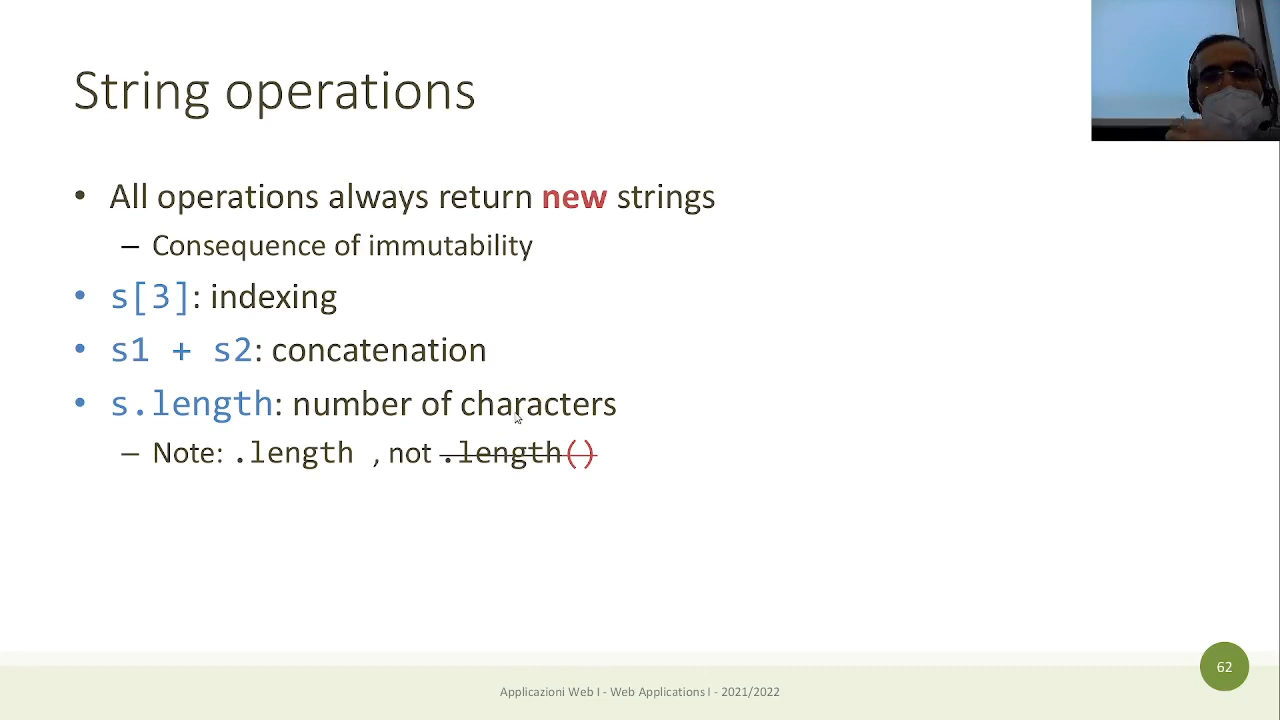 String operations
• All operations always return new strings
– Consequence of immutability
• s[3]: indexing
• s1 + s2: concatenation
• s.length: number of characters
– Note: .length , not .length()
62
Applicazioni Web I - Web Applications I - 2021/2022